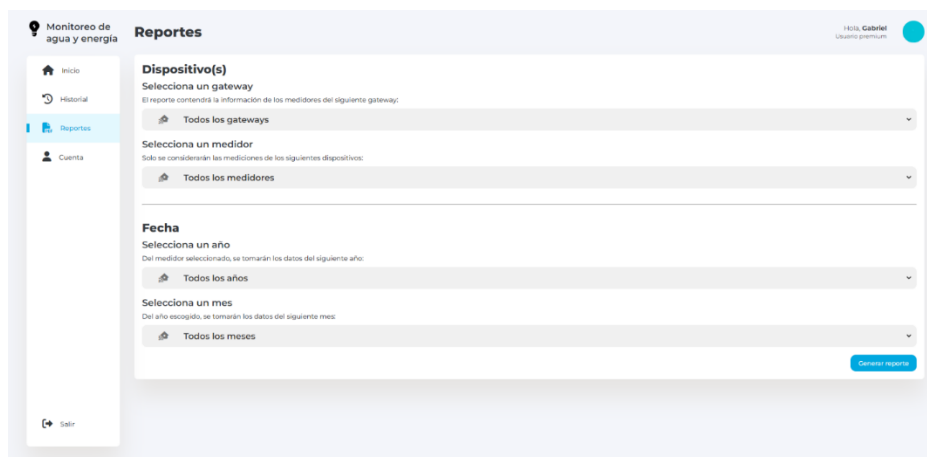 Monitoreo de
agua y energía
Reportes
Hola, Gabriel
Usuario premium
Inicio
Historial
Reportes
Cuenta
Salir
Dispositivo(s)
Selecciona un gateway
El reporte contendrá la información de los medidores del siguiente gateway:
Todos los gateways
Selecciona un medidor
Solo se considerarán las mediciones de los siguientes dispositivos:
Todos los medidores
Fecha
Selecciona un año
Del medidor seleccionado, se tomarán los datos del siguiente año:
Todos los años
Selecciona un mes
Del año escogido, se tomarán los datos del siguiente mes:
Todos los meses
Generar reporte